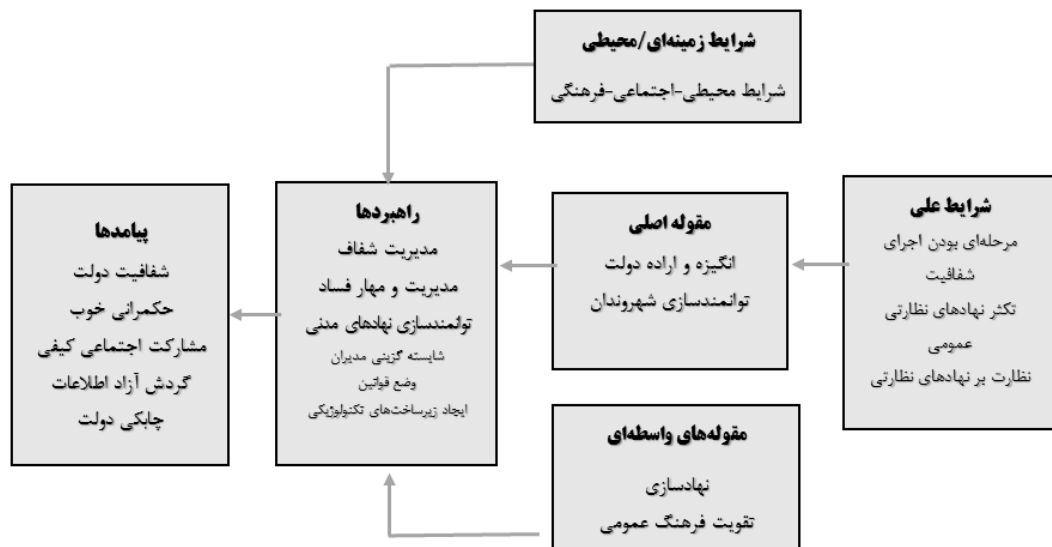 شرایط زمینه‌ای/محیطی
شرایط محیطی-اجتماعی-فرهنگی
شرایط علی
مرحله‌ای بودن اجرای
شفافیت
تکثر نهادهای نظارتی
عمومی
نظارت بر نهادهای نظارتی
مقوله اصلی
انگیزه و اراده دولت
توانمندسازی شهروندان
راهبردها
مدیریت شفاف
مدیریت و مهار فساد
توانمندسازی نهادهای مدنی
شایسته گزینی مدیران
وضع قوانین
ایجاد زیرساخت‌های تکنولوژیکی
پیامدها
شفافیت دولت
حکمرانی خوب
مشارکت اجتماعی کیفی
گردش آزاد اطلاعات
چابکی دولت
مقوله‌های واسطه‌ای
نهادسازی
تقویت فرهنگ عمومی